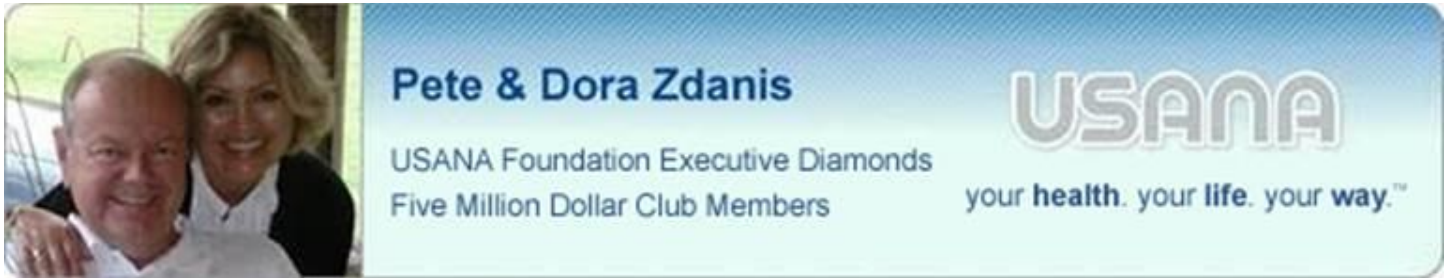 Pete & Dora Zdanis
USANA Foundation Executive Diamonds
Five Million Dollar Club Members
USANA
your health. your life. your way.™